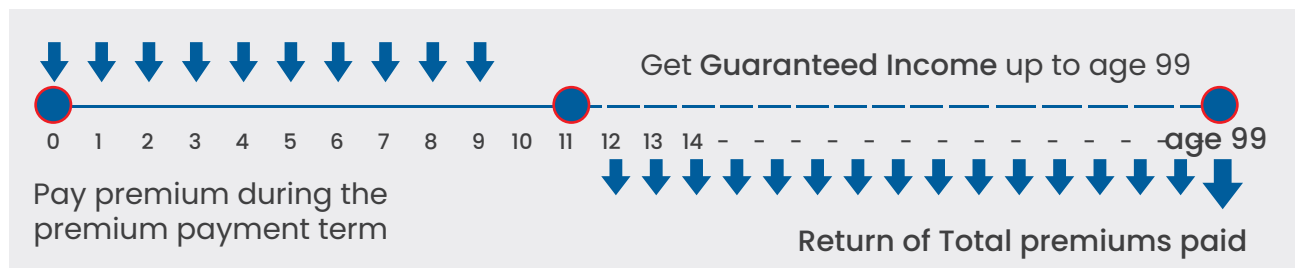 Get Guaranteed Income up to age 99
0 1 2 3 4 5 6 7 8 9 10 11 12 13 14 - - - - - - - - - - - - - age 99
Pay premium during the
premium payment term
Return of Total premiums paid